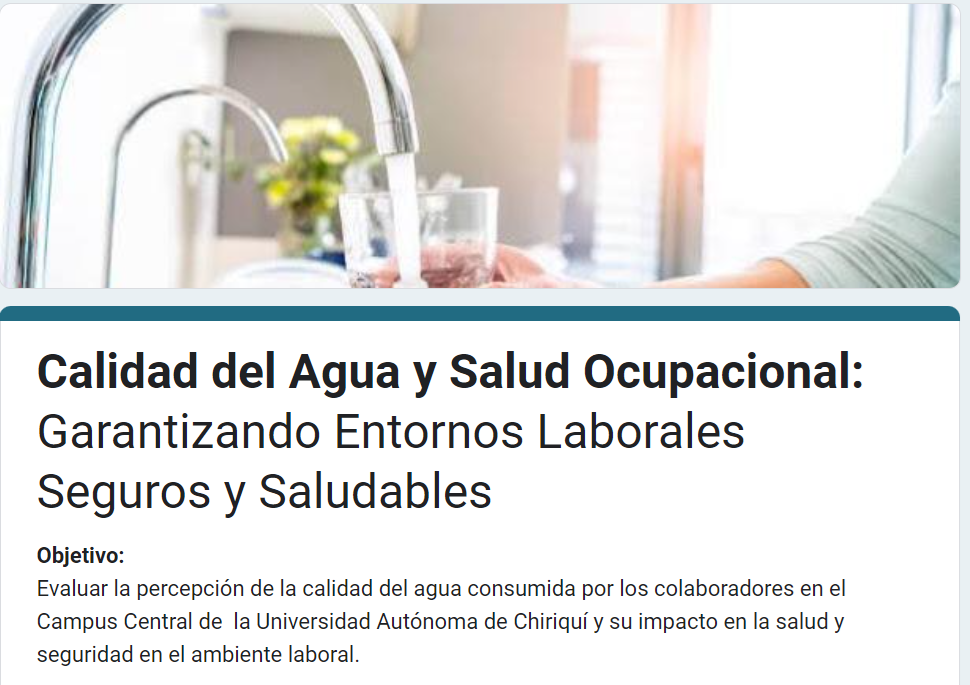 Calidad del Agua y Salud Ocupacional:
Garantizando Entornos Laborales
Seguros y Saludables
Objetivo:
Evaluar la percepción de la calidad del agua consumida por los colaboradores en el
Campus Central de  la Universidad Autónoma de Chiriquí y su impacto en la salud y
seguridad en el ambiente laboral.